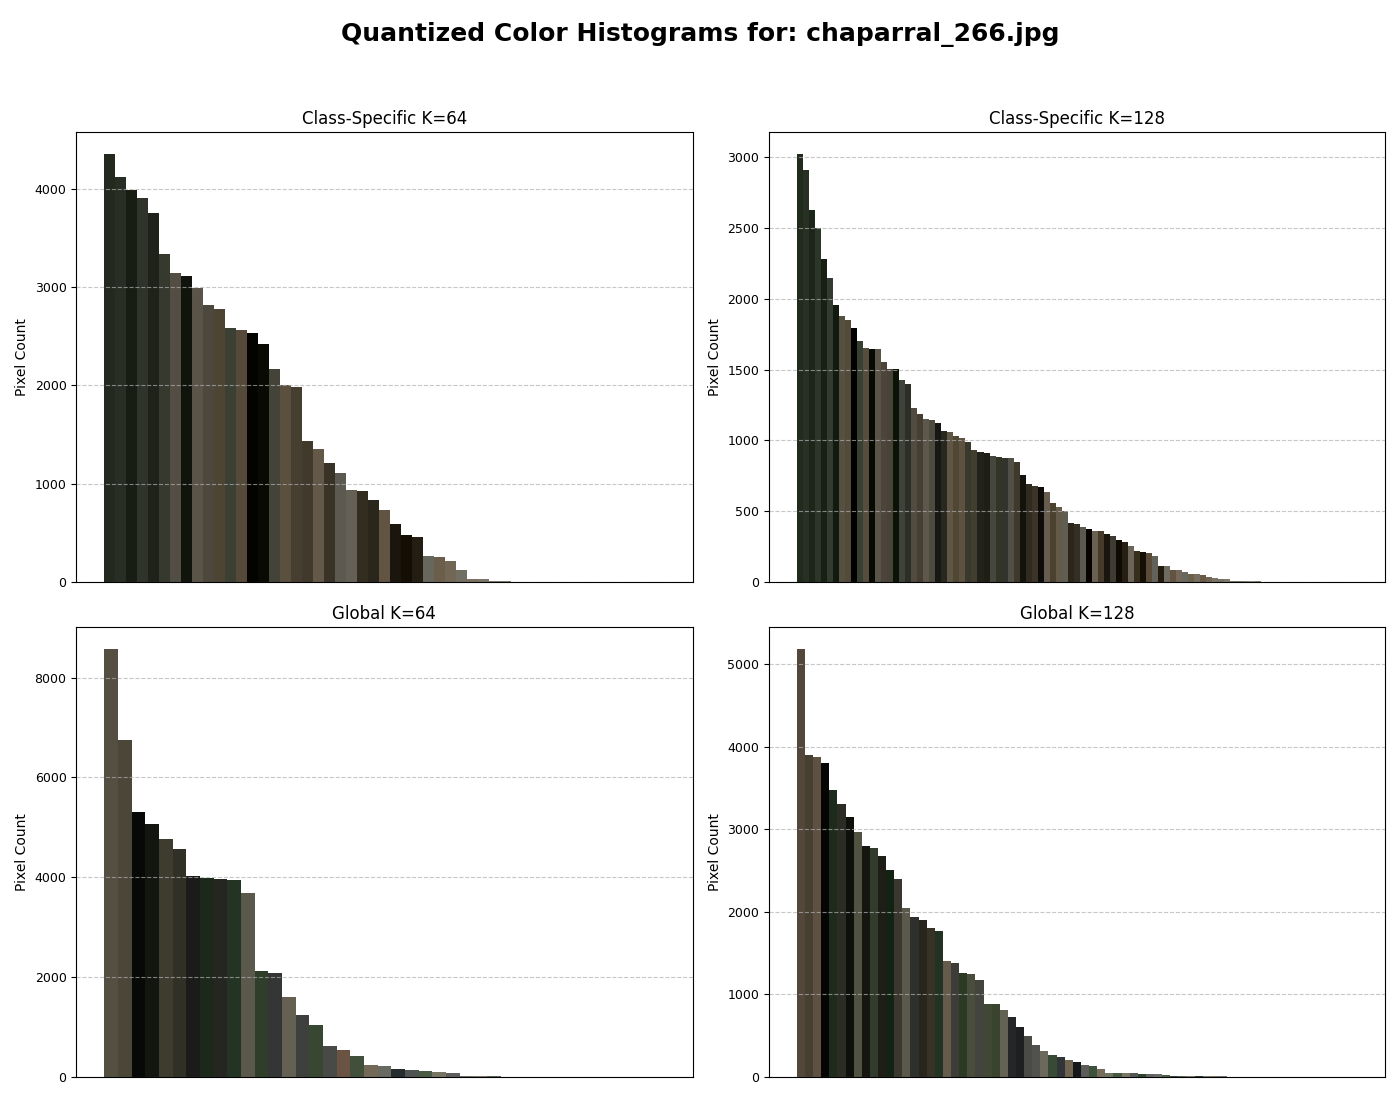 Quantized Color Histograms for: chaparral_266.jpg
Class-Specific K=64
Pixel Count
4000
3000
2000
1000
0
Class-Specific K=128
Pixel Count
3000
2500
2000
1500
1000
500
0
Global K=64
Pixel Count
8000
6000
4000
2000
0
Global K=128
Pixel Count
5000
4000
3000
2000
1000
0